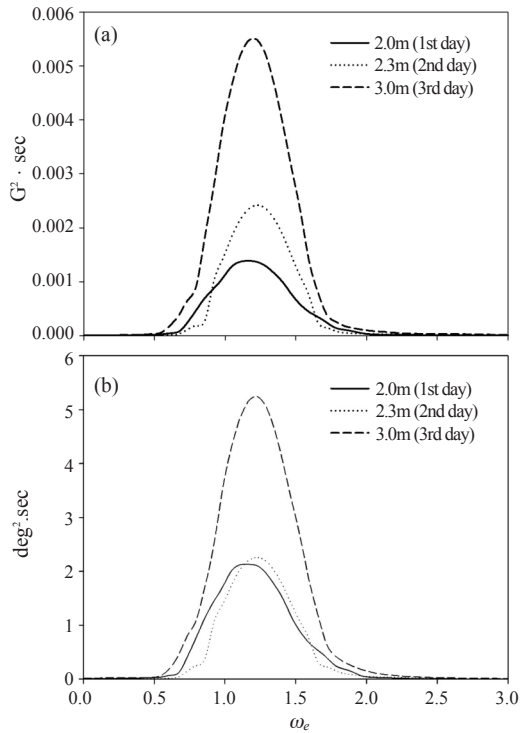 0.006
(a)
2.0m (1st day)
2.3m (2nd day)
3.0m (3rd day)
0.005
0.004
0.003
0.002
0.001
0.000
G² · sec
6
(b)
2.0m (1st day)
2.3m (2nd day)
3.0m (3rd day)
5
4
3
2
1
0
deg².sec
0.0 0.5 1.0 1.5 2.0 2.5 3.0
ωₑ